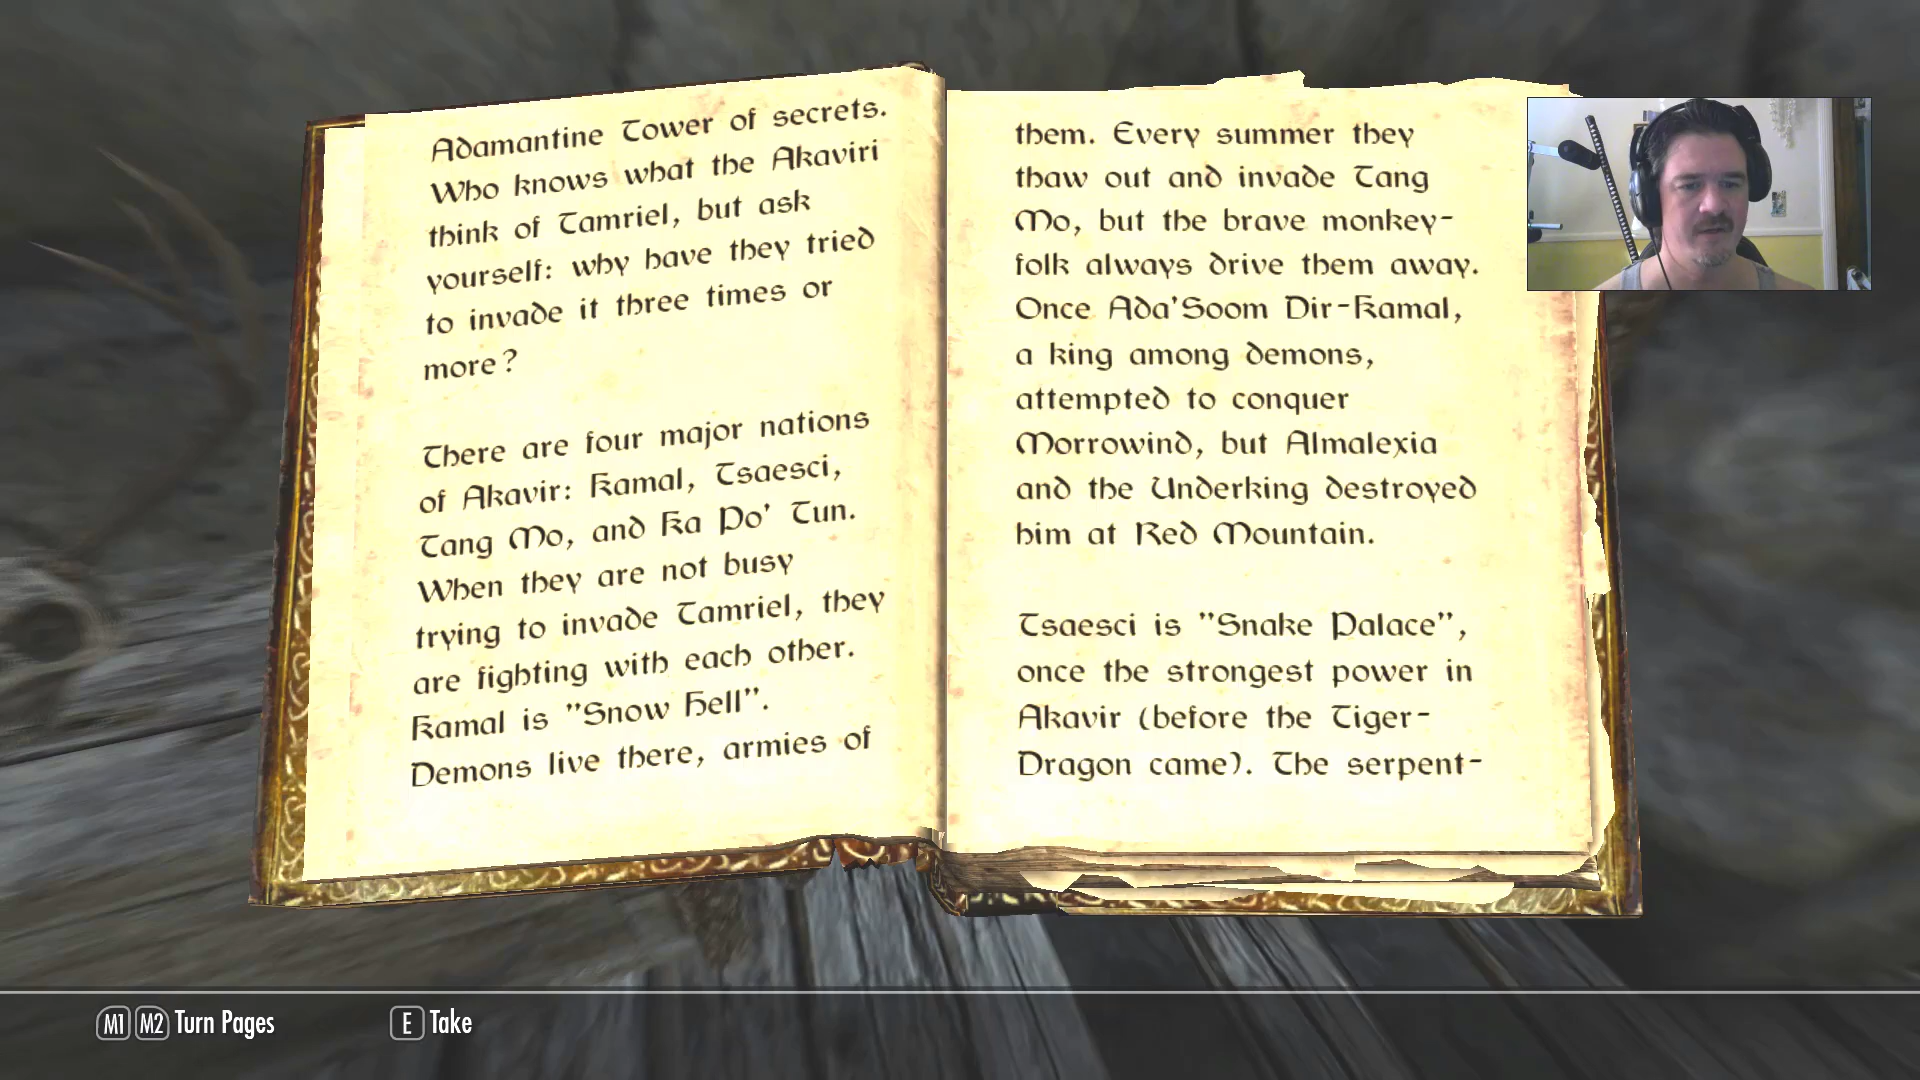 Adamantine Tower of secrets.
Who knows what the Akaviri
think of Tamriel, but ask
yourself: why have they tried
to invade it three times or
more?
There are four major nations
of Akavir: Kamal, Tsaesci,
Tang Mo, and Ka Po' Tun.
When they are not busy
trying to invade Tamriel, they
are fighting with each other.
Kamal is "Snow Hell".
Demons live there, armies of
them. Every summer they
thaw out and invade Tang
Mo, but the brave monkey-
folk always drive them away.
Once Ada'Soom Dir-Kamal,
a king among demons,
attempted to conquer
Morrowind, but Almalexia
and the Underking destroyed
him at Red Mountain.
Tsaesci is "Snake Palace",
once the strongest power in
Akavir (before the Tiger-
Dragon came). The serpent-
M1 M2 Turn Pages
E Take